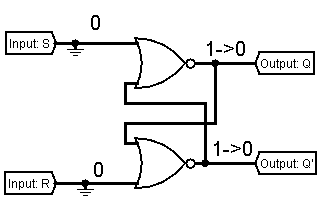 0
1->0
Input: S
Output: Q
1->0
0
Output: Q'
Input: R